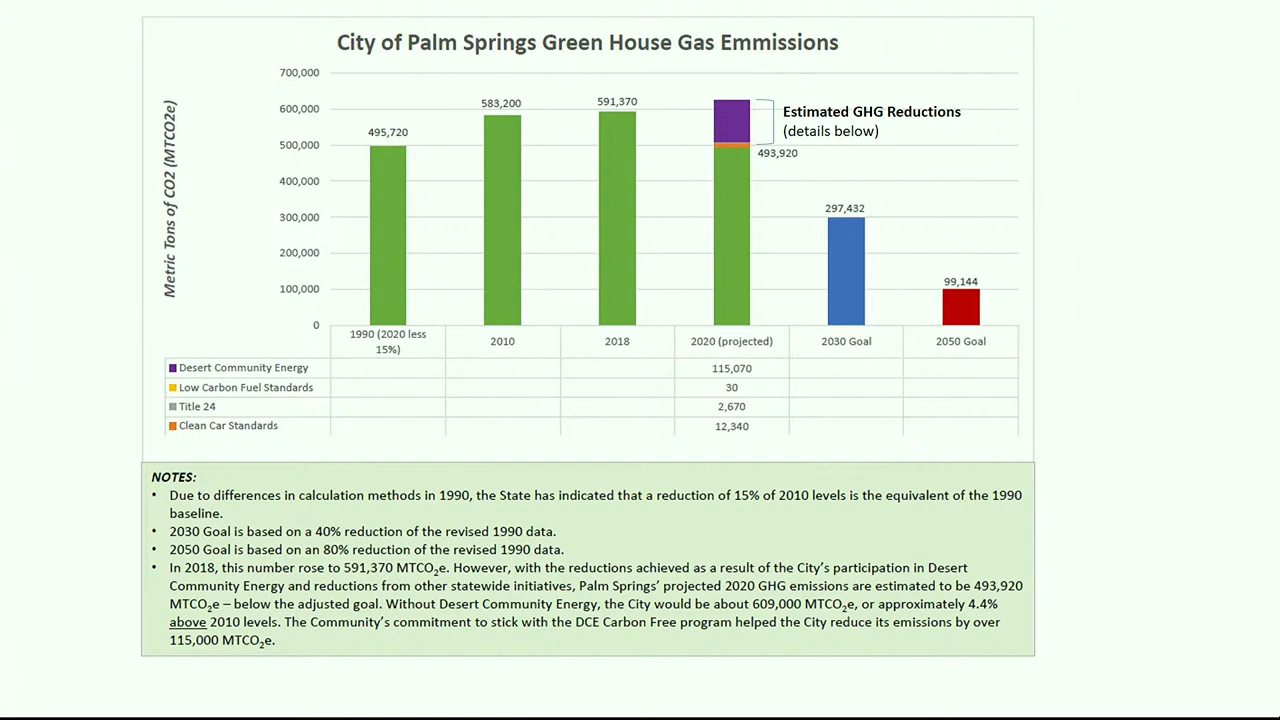 City of Palm Springs Green House Gas Emmissions
Metric Tons of CO2 (MTCO2e)
700,000
600,000
500,000
400,000
300,000
200,000
100,000
0
495,720
583,200
591,370
493,920
297,432
99,144
Estimated GHG Reductions
(details below)
1990 (2020 less
15%)
2010
2018
2020 (projected)
2030 Goal
2050 Goal
Desert Community Energy 115,070
Low Carbon Fuel Standards 30
Title 24 2,670
Clean Car Standards 12,340
NOTES:
• Due to differences in calculation methods in 1990, the State has indicated that a reduction of 15% of 2010 levels is the equivalent of the 1990
baseline.
• 2030 Goal is based on a 40% reduction of the revised 1990 data.
• 2050 Goal is based on an 80% reduction of the revised 1990 data.
• In 2018, this number rose to 591,370 MTCO2e. However, with the reductions achieved as a result of the City's participation in Desert
Community Energy and reductions from other statewide initiatives, Palm Springs' projected 2020 GHG emissions are estimated to be 493,920
MTCO2e – below the adjusted goal. Without Desert Community Energy, the City would be about 609,000 MTCO2e, or approximately 4.4%
above 2010 levels. The Community's commitment to stick with the DCE Carbon Free program helped the City reduce its emissions by over
115,000 MTCO2e.